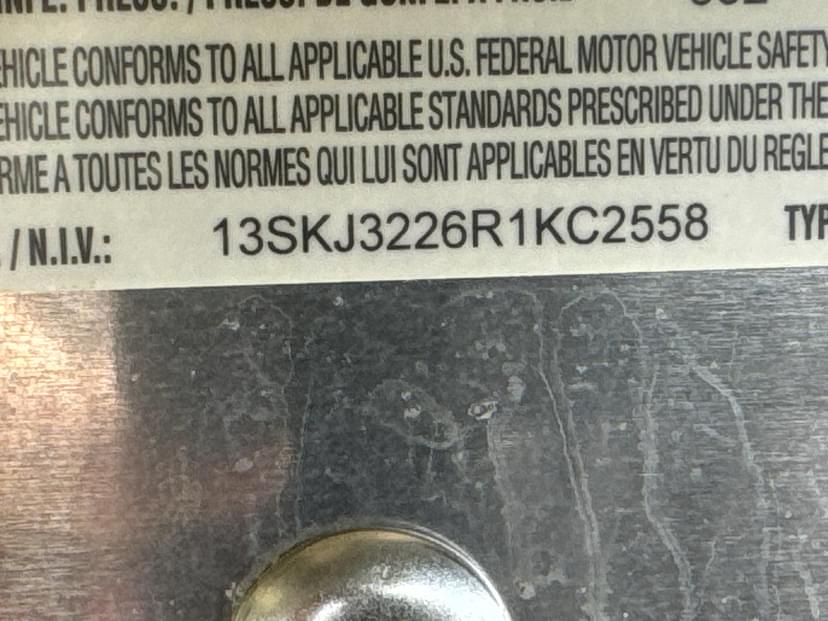 VEHICLE CONFORMS TO ALL APPLICABLE U.S. FEDERAL MOTOR VEHICLE SAFETY
EHICLE CONFORMS TO ALL APPLICABLE STANDARDS PRESCRIBED UNDER THE
RME A TOUTES LES NORMES QUI LUI SONT APPLICABLES EN VERTU DU REGLE
/ N.I.V.: 13SKJ3226R1KC2558 TYP